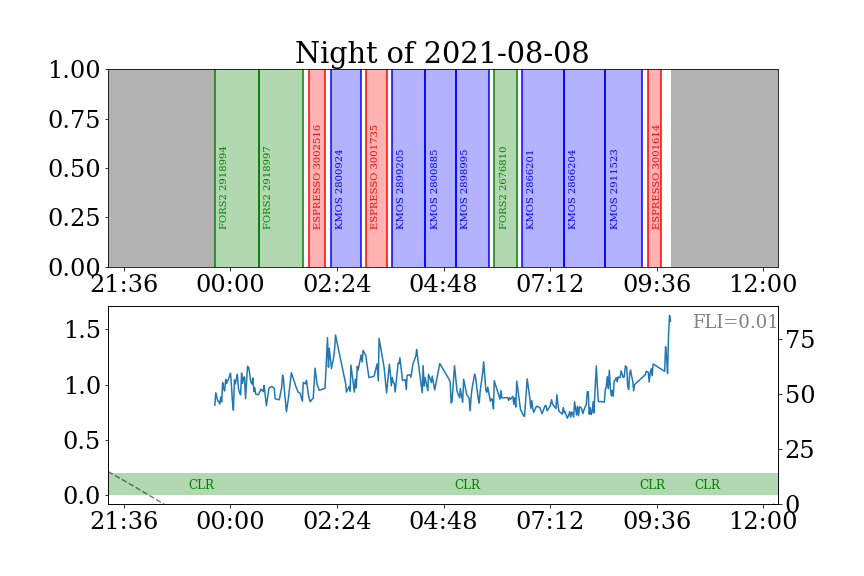 Night of 2021-08-08
1.00
0.75
0.50
0.25
0.00
FORS2 2918994
FORS2 2918997
ESPRESSO 3002516
KMOS 2800924
ESPRESSO 3001735
KMOS 2899205
KMOS 2800885
KMOS 2898995
FORS2 2676810
KMOS 2866201
KMOS 2866204
KMOS 2911523
ESPRESSO 3001614
21:36 00:00 02:24 04:48 07:12 09:36 12:00
FLI=0.01
1.5
1.0
0.5
0.0
75
50
25
0
CLR CLR CLR CLR
21:36 00:00 02:24 04:48 07:12 09:36 12:00